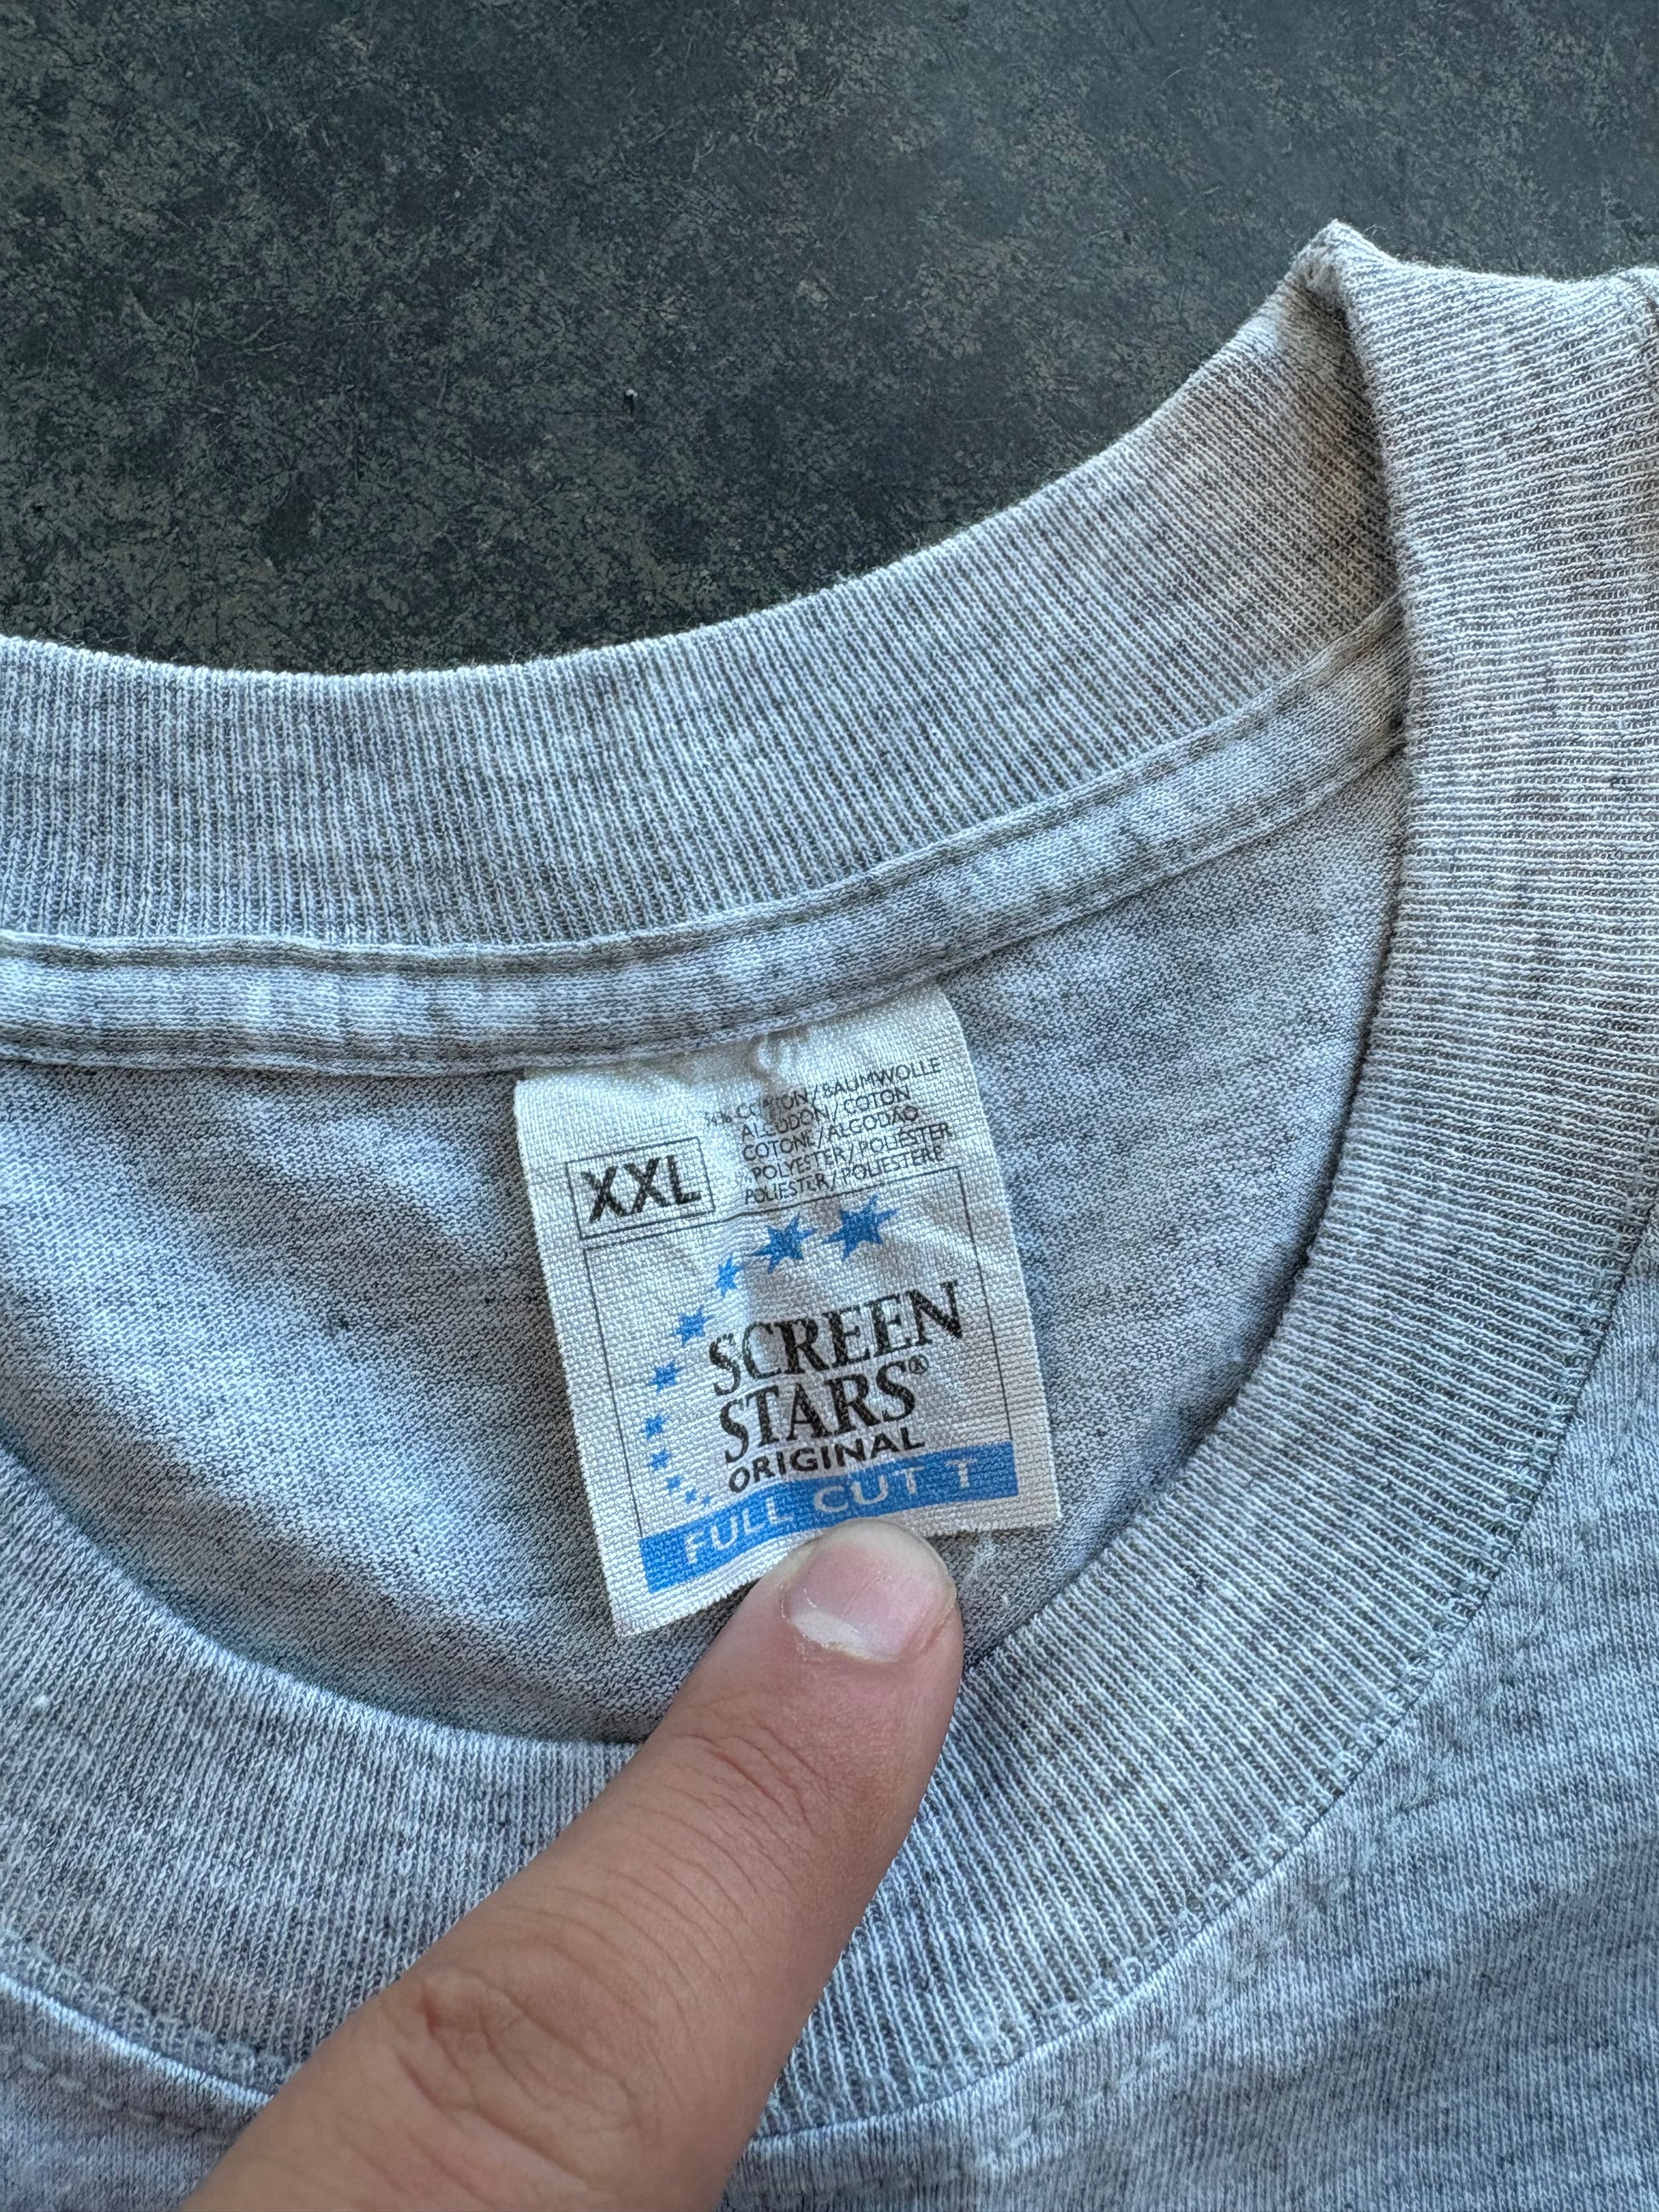 % COTTON/BAUMWOLLE
ALGODON/COTON
COTONE/ALGODÃO
% POLYESTER/POLIESTER
POLIESTER/POLIESTERE
XXL
SCREEN
STARS®
ORIGINAL
FULL CUT T